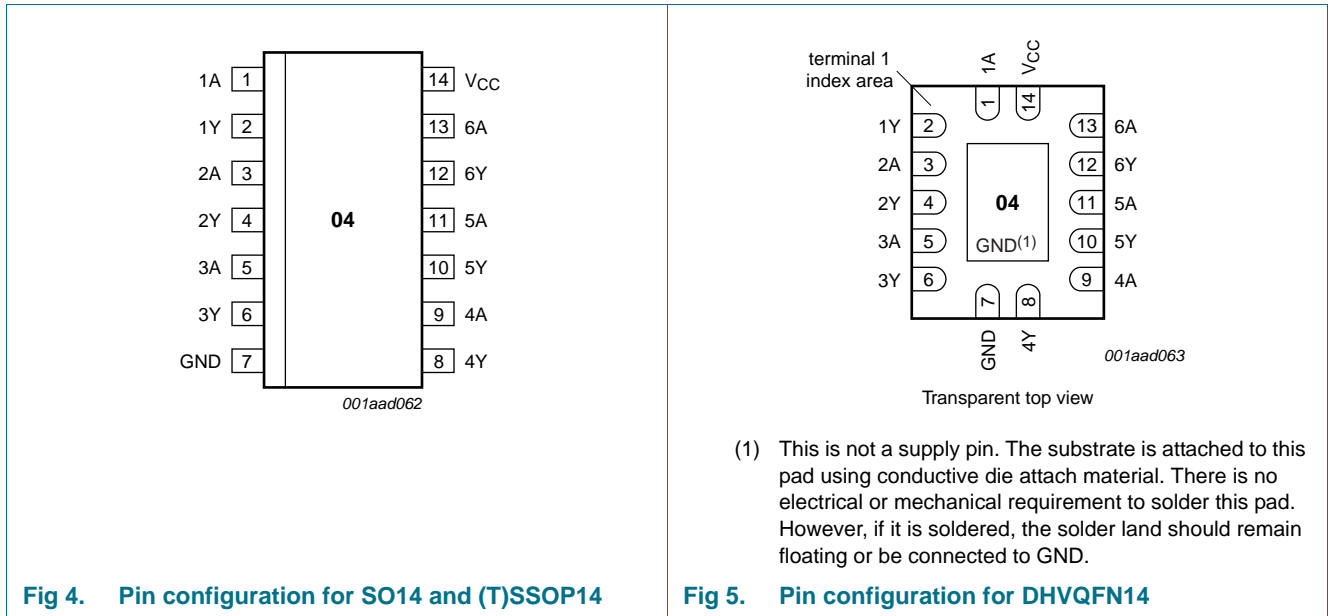 1A 1
1Y 2
2A 3
2Y 4
3A 5
3Y 6
GND 7
04
14 VCC
13 6A
12 6Y
11 5A
10 5Y
9 4A
8 4Y
001aad062
Fig 4. Pin configuration for SO14 and (T)SSOP14
terminal 1
index area
1A
VCC
1
14
1Y 2
2A 3
2Y 4
3A 5
3Y 6
04
GND(1)
13 6A
12 6Y
11 5A
10 5Y
9 4A
7
8
GND
4Y
001aad063
Transparent top view
(1) This is not a supply pin. The substrate is attached to this
pad using conductive die attach material. There is no
electrical or mechanical requirement to solder this pad.
However, if it is soldered, the solder land should remain
floating or be connected to GND.
Fig 5. Pin configuration for DHVQFN14